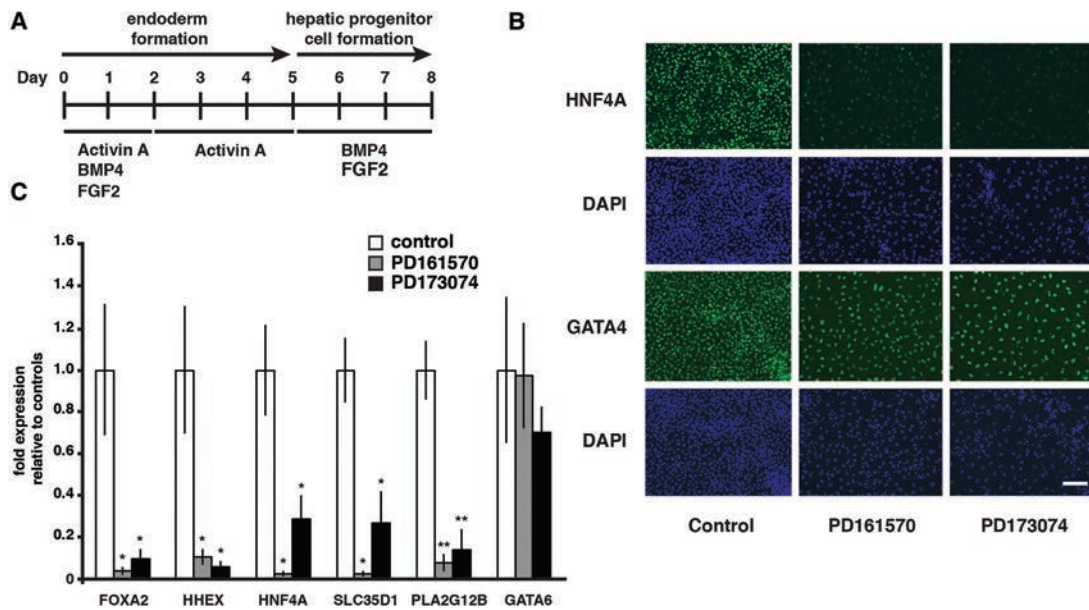 A
endoderm
formation
hepatic progenitor
cell formation
Day 0 1 2 3 4 5 6 7 8
Activin A
BMP4
FGF2
Activin A
BMP4
FGF2
B
HNF4A
DAPI
GATA4
DAPI
Control PD161570 PD173074
C
control
PD161570
PD173074
fold expression
relative to controls
1.6
1.4
1.2
1.0
0.8
0.6
0.4
0.2
0
* * * * * * * * ** **
FOXA2 HHEX HNF4A SLC35D1 PLA2G12B GATA6